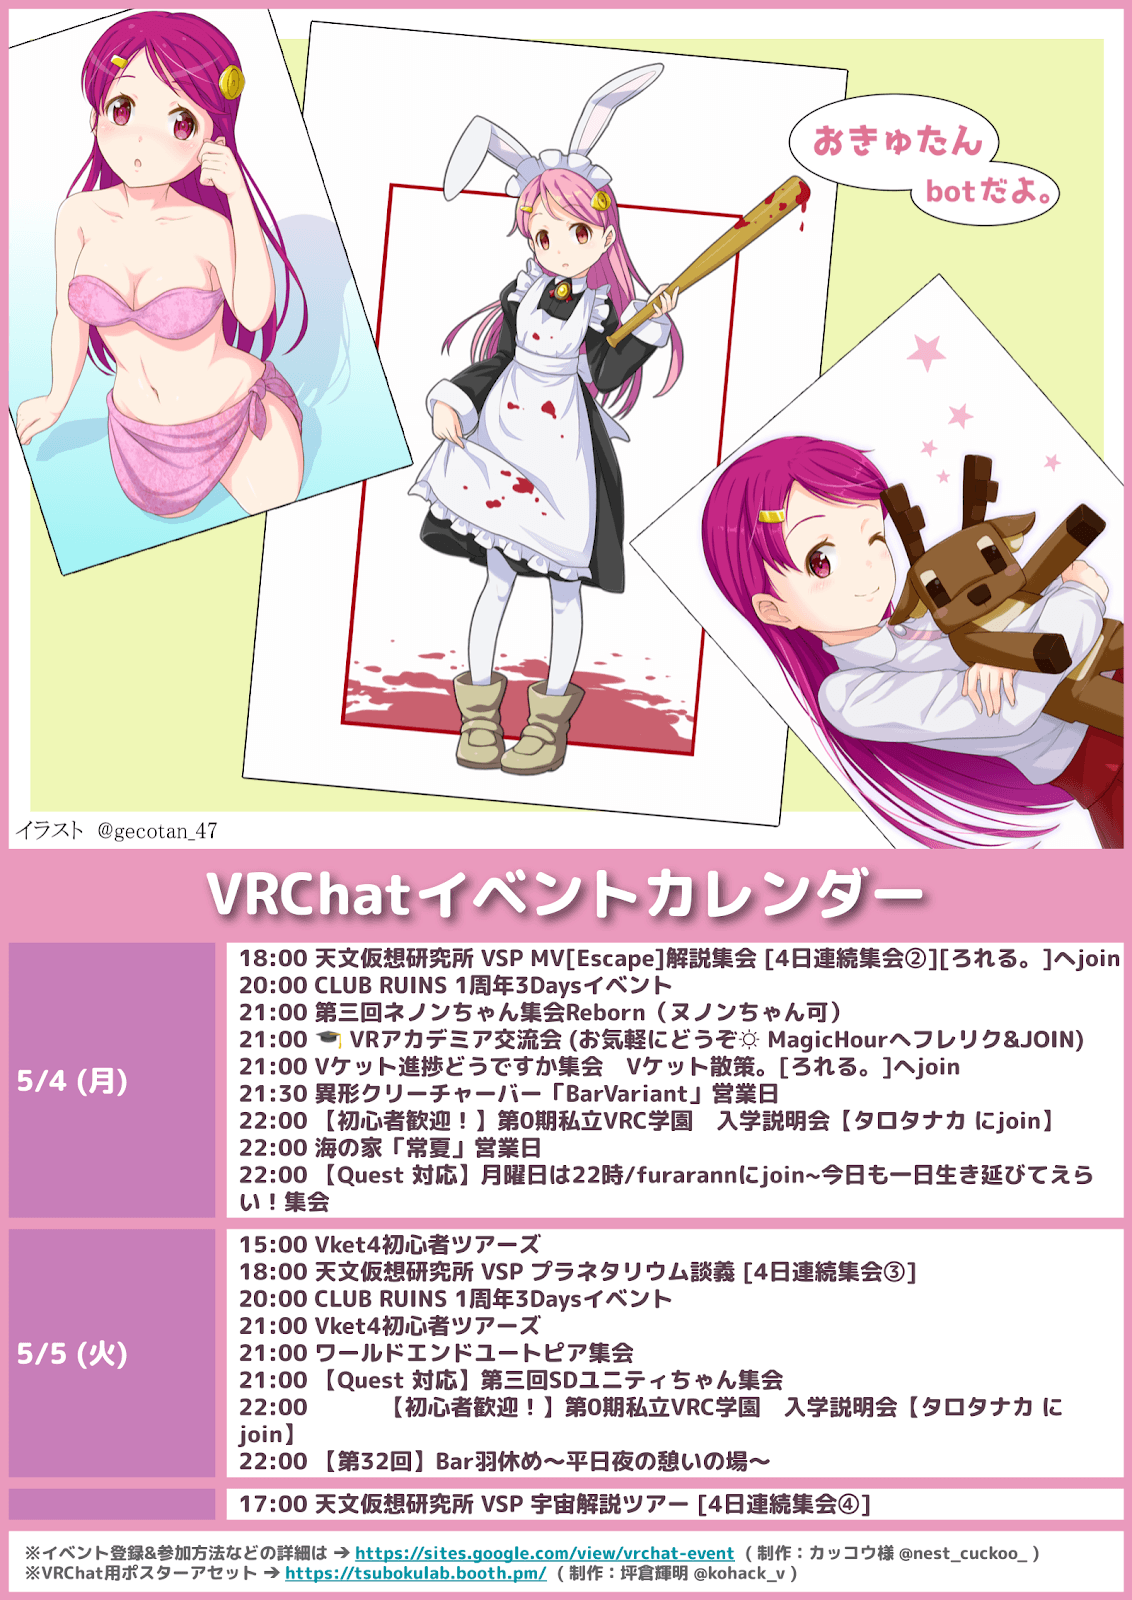 おきゅたん
botだよ。
イラスト @gecotan_47
VRChatイベントカレンダー
5/4 (月)
18:00 天文仮想研究所 VSP MV[Escape]解説集会 [4日連続集会②][ろれる。]へjoin
20:00 CLUB RUINS 1周年3Daysイベント
21:00 第三回ネノンちゃん集会Reborn（ヌノンちゃん可）
21:00 🎓 VRアカデミア交流会 (お気軽にどうぞ☼ MagicHourへフレリク&JOIN)
21:00 Vケット進捗どうですか集会　Vケット散策。[ろれる。]へjoin
21:30 異形クリーチャーバー「BarVariant」営業日
22:00 【初心者歓迎！】第0期私立VRC学園　入学説明会【タロタナカ にjoin】
22:00 海の家「常夏」営業日
22:00 【Quest 対応】月曜日は22時/furarannにjoin~今日も一日生き延びてえら
い！集会
5/5 (火)
15:00 Vket4初心者ツアーズ
18:00 天文仮想研究所 VSP プラネタリウム談義 [4日連続集会③]
20:00 CLUB RUINS 1周年3Daysイベント
21:00 Vket4初心者ツアーズ
21:00 ワールドエンドユートピア集会
21:00 【Quest 対応】第三回SDユニティちゃん集会
22:00 　　　【初心者歓迎！】第0期私立VRC学園　入学説明会【タロタナカ に
join】
22:00 【第32回】Bar羽休め～平日夜の憩いの場～
17:00 天文仮想研究所 VSP 宇宙解説ツアー [4日連続集会④]
※イベント登録&参加方法などの詳細は → https://sites.google.com/view/vrchat-event ( 制作：カッコウ様 @nest_cuckoo_ )
※VRChat用ポスターアセット → https://tsubokulab.booth.pm/ ( 制作：坪倉輝明 @kohack_v )